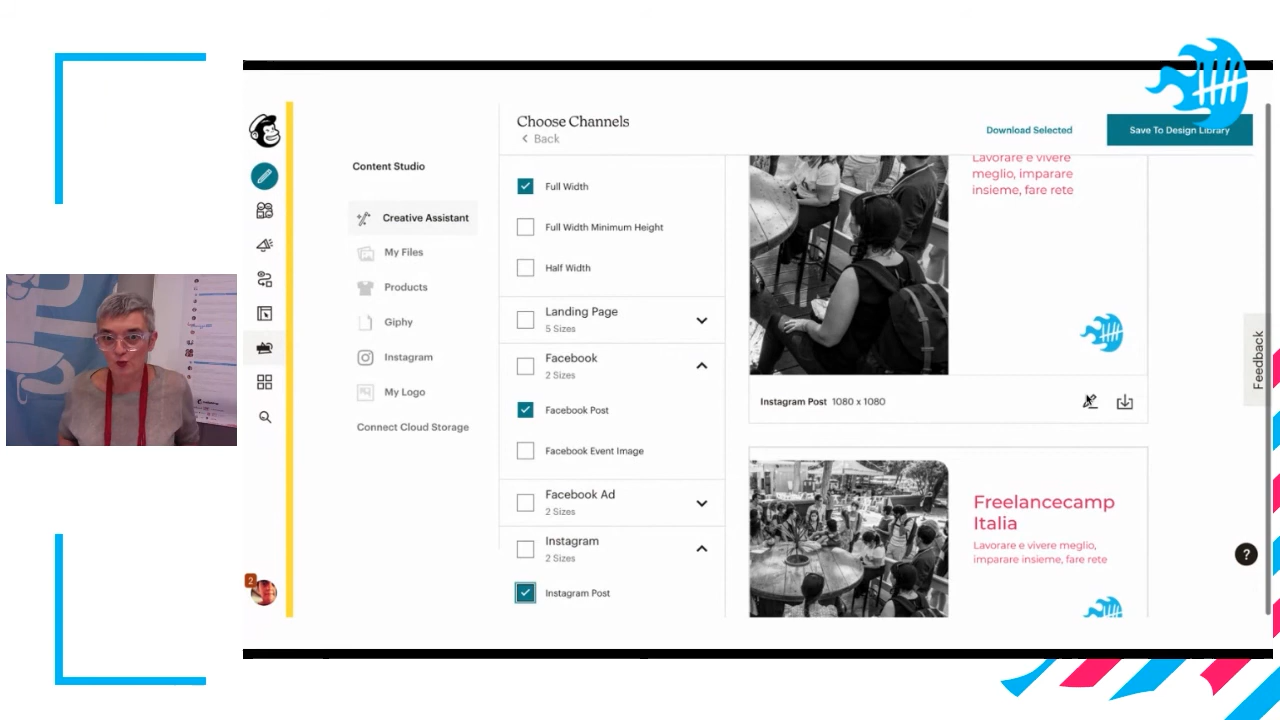 Choose Channels
Back
Download Selected
Save To Design Library
Content Studio
Creative Assistant
My Files
Products
Giphy
Instagram
My Logo
Connect Cloud Storage
Full Width
Full Width Minimum Height
Half Width
Landing Page
5 Sizes
Facebook
2 Sizes
Facebook Post
Facebook Event Image
Facebook Ad
2 Sizes
Instagram
2 Sizes
Instagram Post
Lavorare e vivere
meglio, imparare
insieme, fare rete
Instagram Post 1080 x 1080
Freelancecamp
Italia
Lavorare e vivere meglio,
imparare insieme, fare rete
Feedback
?
2